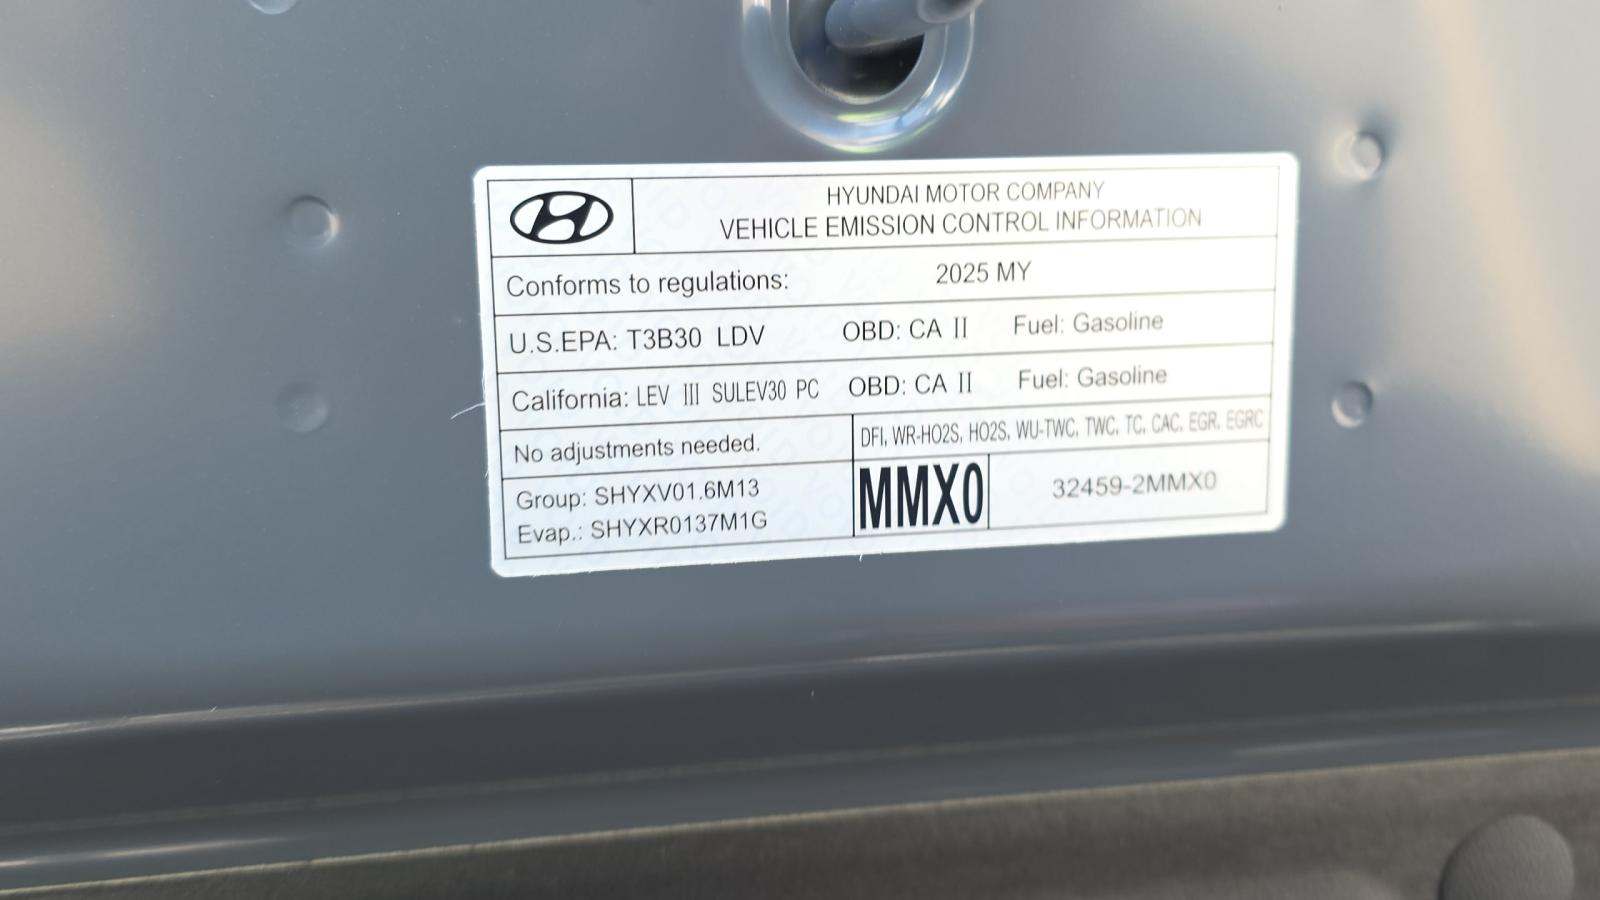 HYUNDAI MOTOR COMPANY
VEHICLE EMISSION CONTROL INFORMATION
Conforms to regulations: 2025 MY
U.S.EPA: T3B30 LDV OBD: CA II Fuel: Gasoline
California: LEV III SULEV30 PC OBD: CA II Fuel: Gasoline
No adjustments needed.
DFI, WR-HO2S, HO2S, WU-TWC, TWC, TC, CAC, EGR, EGRC
Group: SHYXV01.6M13
Evap.: SHYXR0137M1G
MMX0
32459-2MMX0